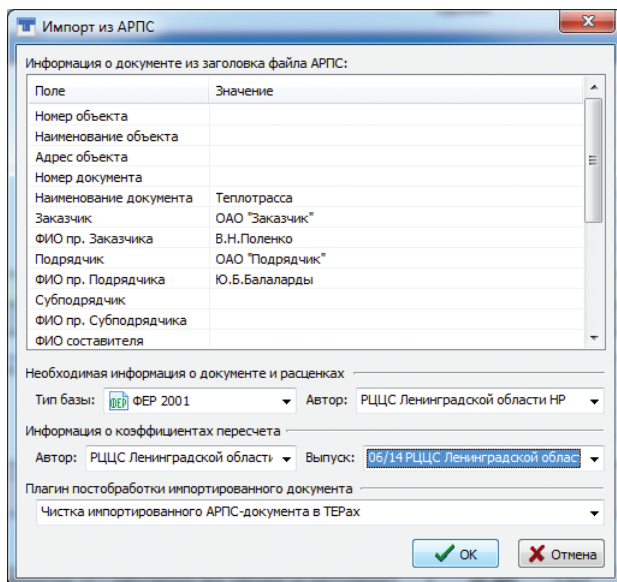 Импорт из АРПС
Информация о документе из заголовка файла АРПС:
Поле Значение
Номер объекта
Наименование объекта
Адрес объекта
Номер документа
Наименование документа Теплотрасса
Заказчик ОАО "Заказчик"
ФИО пр. Заказчика В.Н.Поленко
Подрядчик ОАО "Подрядчик"
ФИО пр. Подрядчика Ю.Б.Балаларды
Субподрядчик
ФИО пр. Субподрядчика
ФИО составителя
Необходимая информация о документе и расценках
Тип базы: ФЕР ФЕР 2001 Автор: РЦЦС Ленинградской области НР
Информация о коэффициентах пересчета
Автор: РЦЦС Ленинградской области Выпуск: 06/14 РЦЦС Ленинградской облас
Плагин постобработки импортированного документа
Чистка импортированного АРПС-документа в ТЕРах
OK Отмена